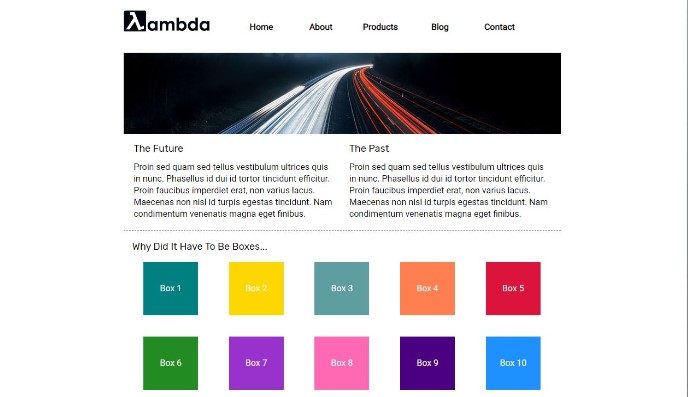 λambda
Home About Products Blog Contact
The Future
Proin sed quam sed tellus vestibulum ultrices quis
in nunc. Phasellus id dui id tortor tincidunt efficitur.
Proin faucibus imperdiet erat, non varius lacus.
Maecenas non nisl id turpis egestas tincidunt. Nam
condimentum venenatis magna eget finibus.
The Past
Proin sed quam sed tellus vestibulum ultrices quis
in nunc. Phasellus id dui id tortor tincidunt efficitur.
Proin faucibus imperdiet erat, non varius lacus.
Maecenas non nisl id turpis egestas tincidunt. Nam
condimentum venenatis magna eget finibus.
Why Did It Have To Be Boxes...
Box 1 Box 2 Box 3 Box 4 Box 5
Box 6 Box 7 Box 8 Box 9 Box 10